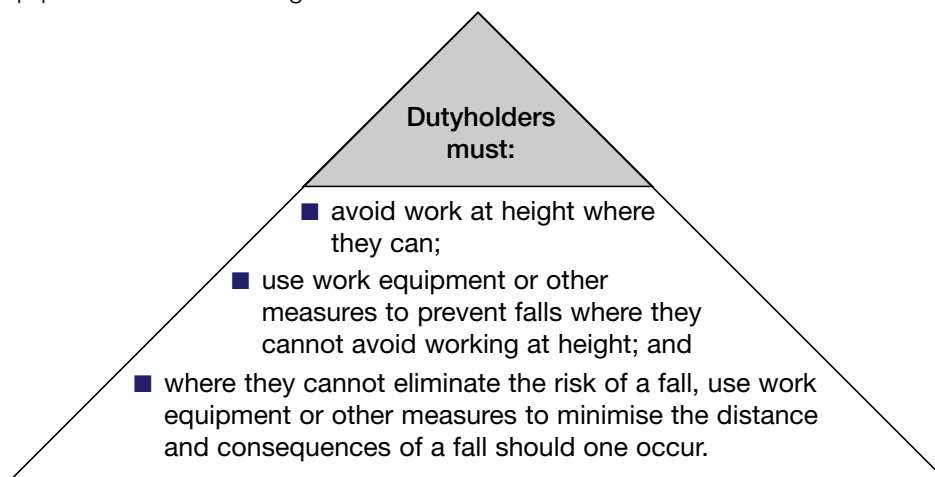 Dutyholders
must:
■ avoid work at height where
they can;
■ use work equipment or other
measures to prevent falls where they
cannot avoid working at height; and
■ where they cannot eliminate the risk of a fall, use work
equipment or other measures to minimise the distance
and consequences of a fall should one occur.